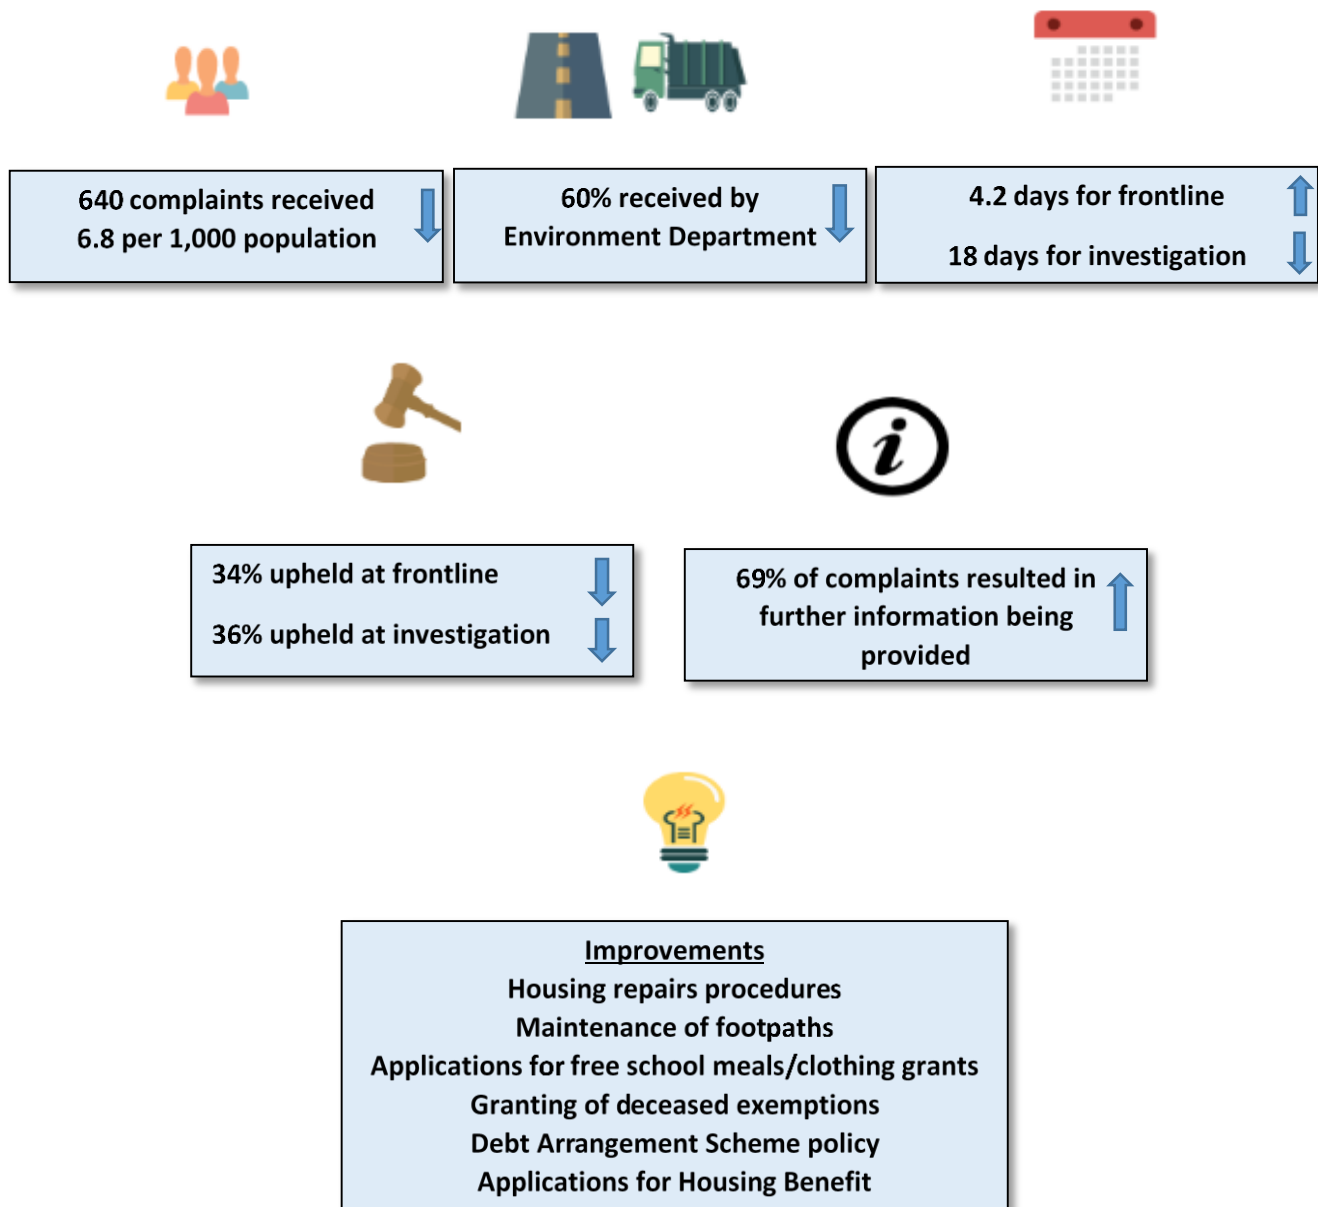 640 complaints received
6.8 per 1,000 population
60% received by
Environment Department
4.2 days for frontline
18 days for investigation
34% upheld at frontline
36% upheld at investigation
i
69% of complaints resulted in
further information being
provided
Improvements
Housing repairs procedures
Maintenance of footpaths
Applications for free school meals/clothing grants
Granting of deceased exemptions
Debt Arrangement Scheme policy
Applications for Housing Benefit